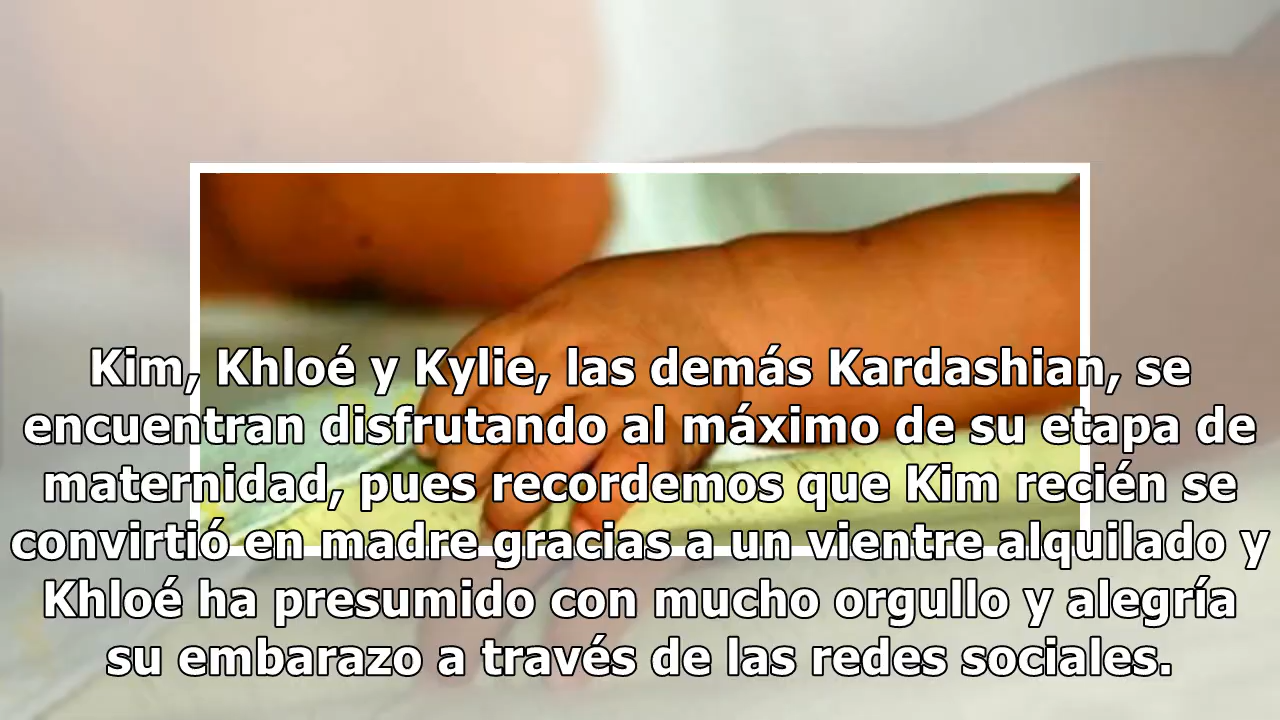 Kim, Khloé y Kylie, las demás Kardashian, se
encuentran disfrutando al máximo de su etapa de
maternidad, pues recordemos que Kim recién se
convirtió en madre gracias a un vientre alquilado y
Khloé ha presumido con mucho orgullo y alegría
su embarazo a través de las redes sociales.